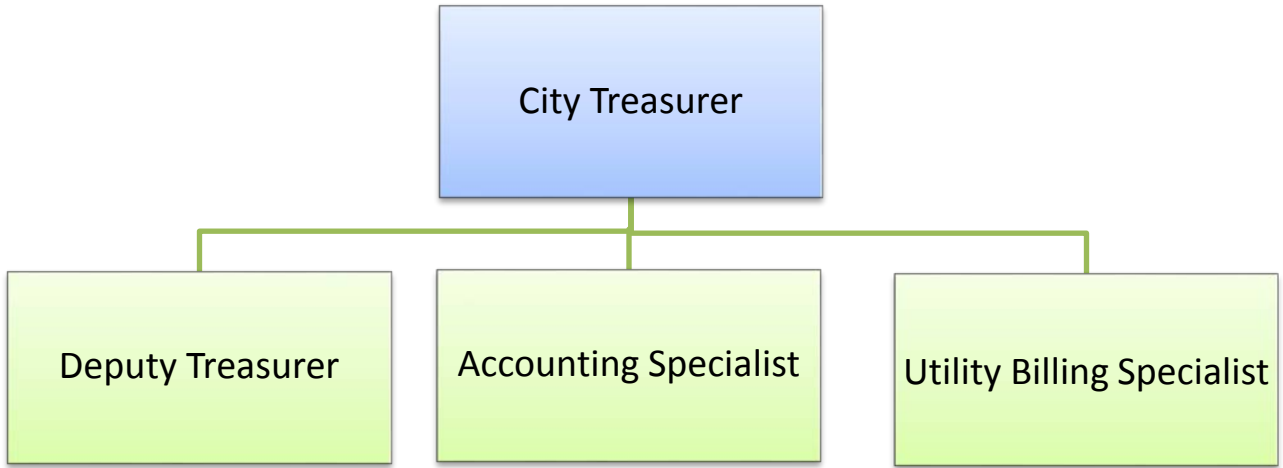 City Treasurer
Deputy Treasurer
Accounting Specialist
Utility Billing Specialist